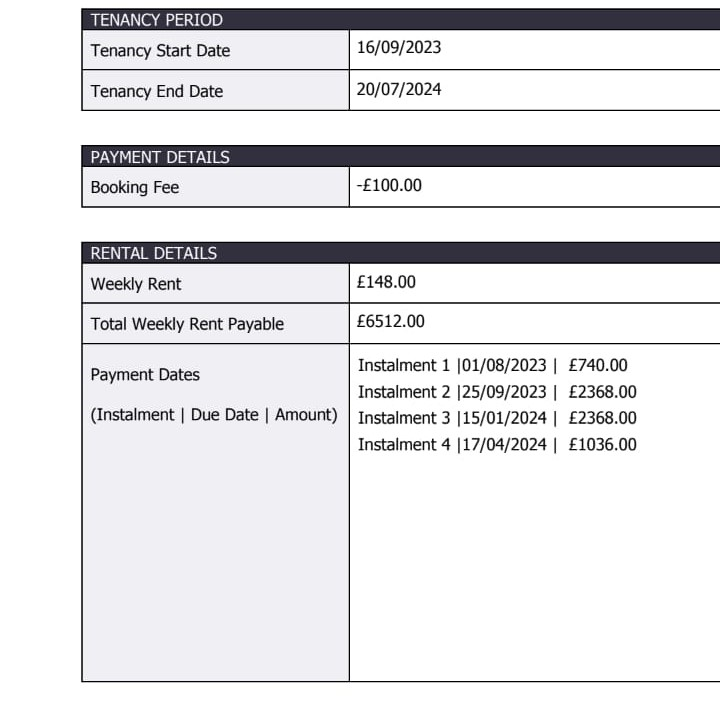 TENANCY PERIOD
Tenancy Start Date 16/09/2023
Tenancy End Date 20/07/2024
PAYMENT DETAILS
Booking Fee -£100.00
RENTAL DETAILS
Weekly Rent £148.00
Total Weekly Rent Payable £6512.00
Payment Dates
(Instalment | Due Date | Amount)
Instalment 1 |01/08/2023 | £740.00
Instalment 2 |25/09/2023 | £2368.00
Instalment 3 |15/01/2024 | £2368.00
Instalment 4 |17/04/2024 | £1036.00